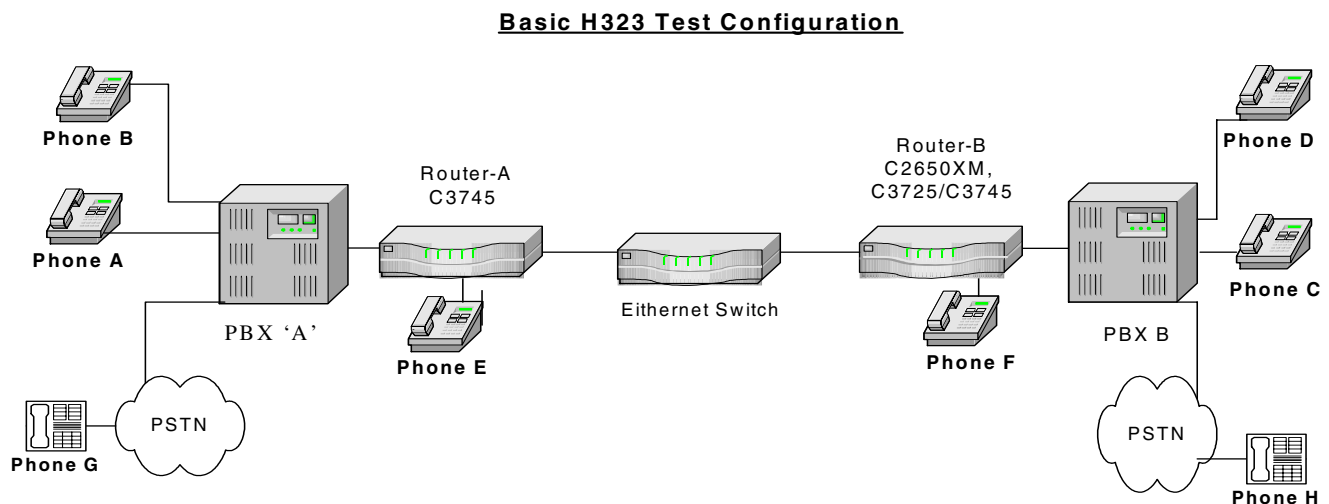 Basic H323 Test Configuration
Phone B
Phone A
PBX ‘A’
Router-A
C3745
Phone E
Eithernet Switch
Router-B
C2650XM,
C3725/C3745
Phone F
PBX B
Phone D
Phone C
PSTN
Phone G
PSTN
Phone H